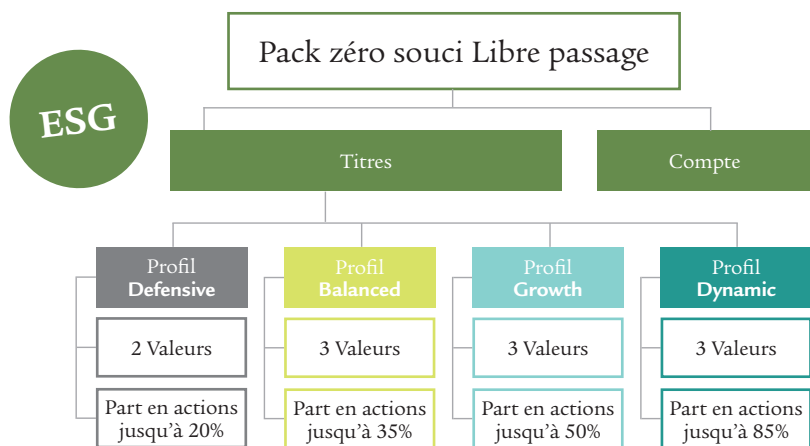 Pack zéro souci Libre passage
ESG
Titres
Compte
Profil
Defensive
Profil
Balanced
Profil
Growth
Profil
Dynamic
2 Valeurs
3 Valeurs
3 Valeurs
3 Valeurs
Part en actions
jusqu'à 20%
Part en actions
jusqu'à 35%
Part en actions
jusqu'à 50%
Part en actions
jusqu'à 85%